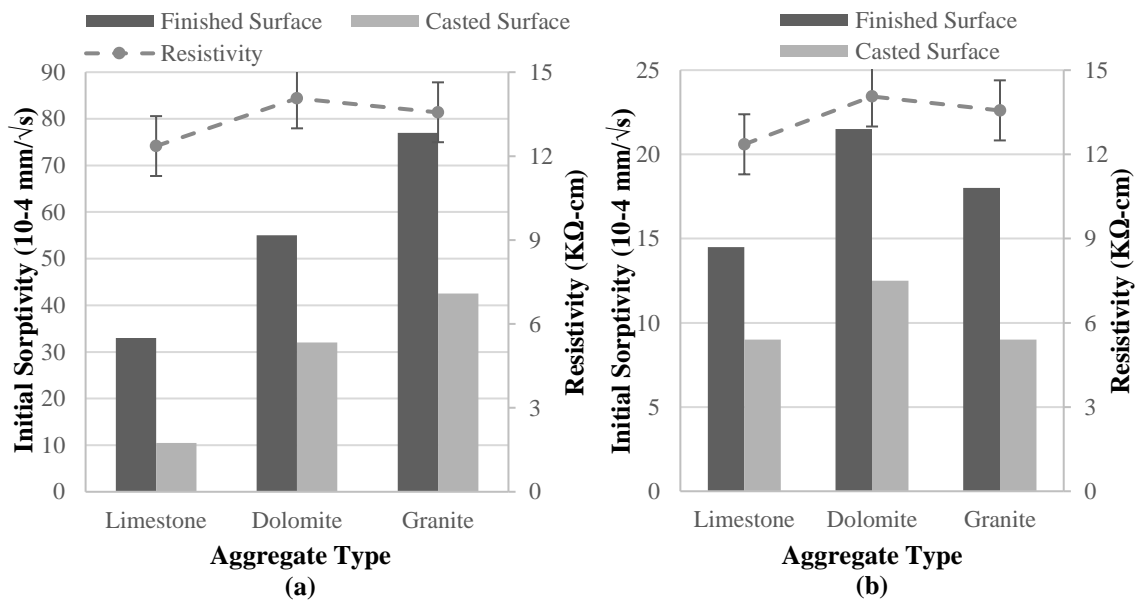 Finished Surface
Casted Surface
Resistivity
90
80
70
60
50
40
30
20
10
0
Initial Sorptivity (10-4 mm/√s)
15
12
9
6
3
0
Resistivity (KΩ-cm)
Limestone
Dolomite
Granite
Aggregate Type
(a)
Finished Surface
Casted Surface
25
20
15
10
5
0
Initial Sorptivity (10-4 mm/√s)
15
12
9
6
3
0
Resistivity (KΩ-cm)
Limestone
Dolomite
Granite
Aggregate Type
(b)